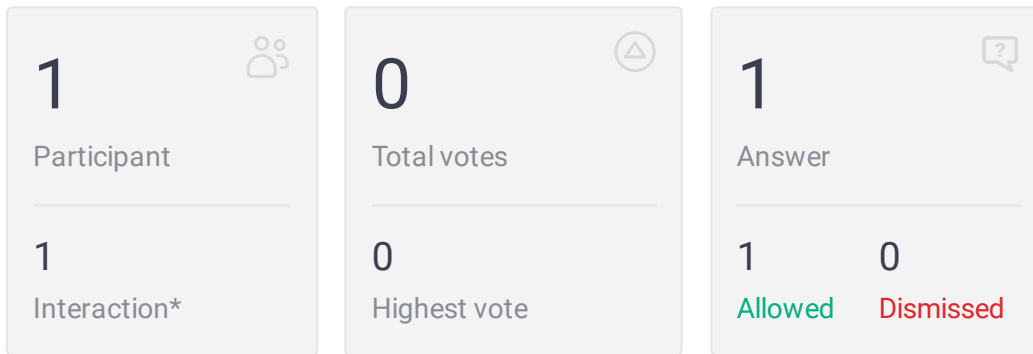 1
Participant
1
Interaction*
0
Total votes
0
Highest vote
1
Answer
1 0
Allowed Dismissed
?